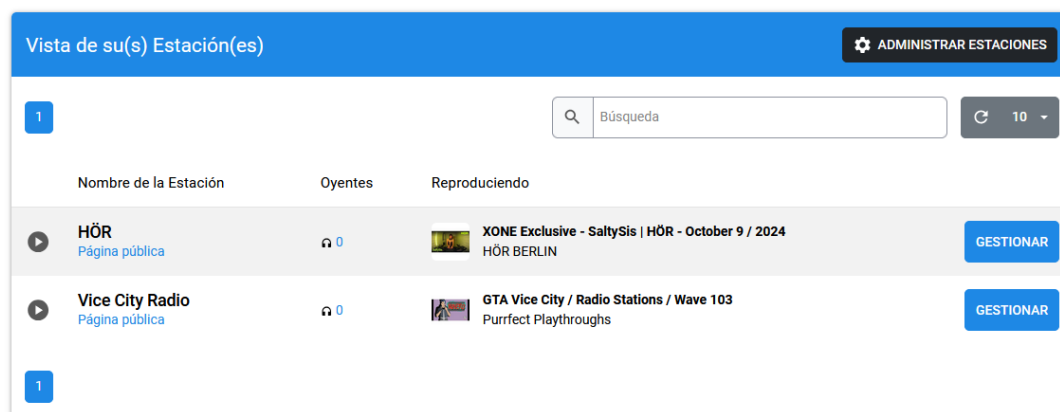 Vista de su(s) Estación(es)
ADMINISTRAR ESTACIONES
1
Búsqueda
10
Nombre de la Estación Oyentes Reproduciendo
HÖR
Página pública
0
XONE Exclusive - SaltySis | HÖR - October 9 / 2024
HÖR BERLIN
GESTIONAR
Vice City Radio
Página pública
0
GTA Vice City / Radio Stations / Wave 103
Purrfect Playthroughs
GESTIONAR
1